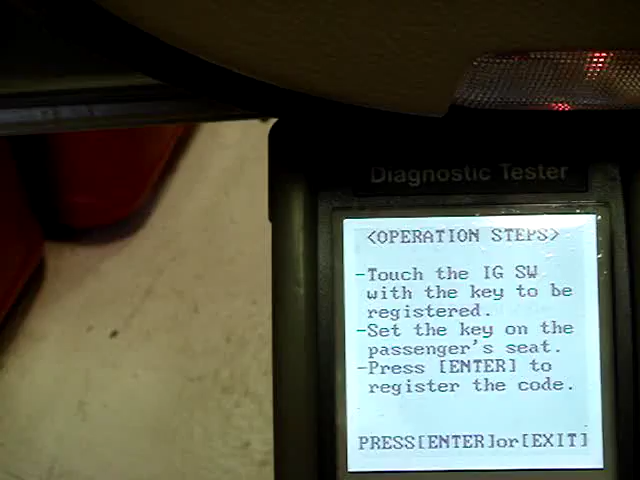 Diagnostic Tester
<OPERATION STEPS>
-Touch the IG SW
with the key to be
registered.
-Set the key on the
passenger's seat.
-Press [ENTER] to
register the code.
PRESS[ENTER]or[EXIT]